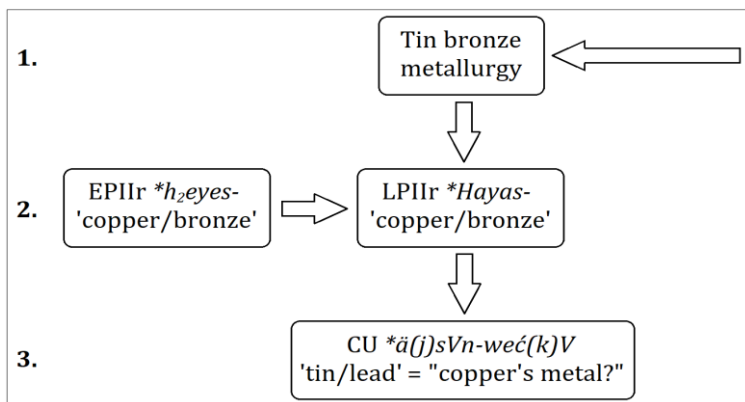 1.
Tin bronze
metallurgy
2.
EPIIr *h₂eyes-
'copper/bronze'
LPIIr *Hayas-
'copper/bronze'
3.
CU *ä(j)sVn-weć(k)V
'tin/lead' = "copper's metal?"